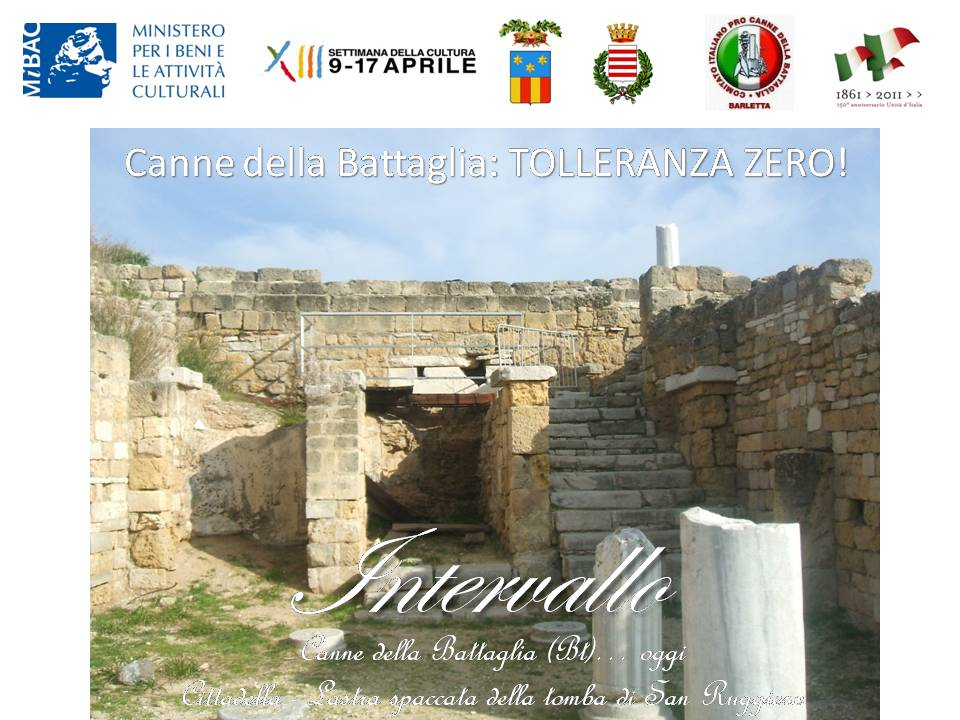 MiBAC
MINISTERO
PER I BENI E
LE ATTIVITÀ
CULTURALI
XIII SETTIMANA DELLA CULTURA
9-17 APRILE
COMITATO ITALIANO PRO CANNE DELLA BATTAGLIA
BARLETTA
1861 > 2011 > >
150° anniversario Unità d'Italia
Canne della Battaglia: TOLLERANZA ZERO!
Intervallo
Canne della Battaglia (Bt)... oggi
Cittadella - Lastra spaccata della tomba di San Ruggiero